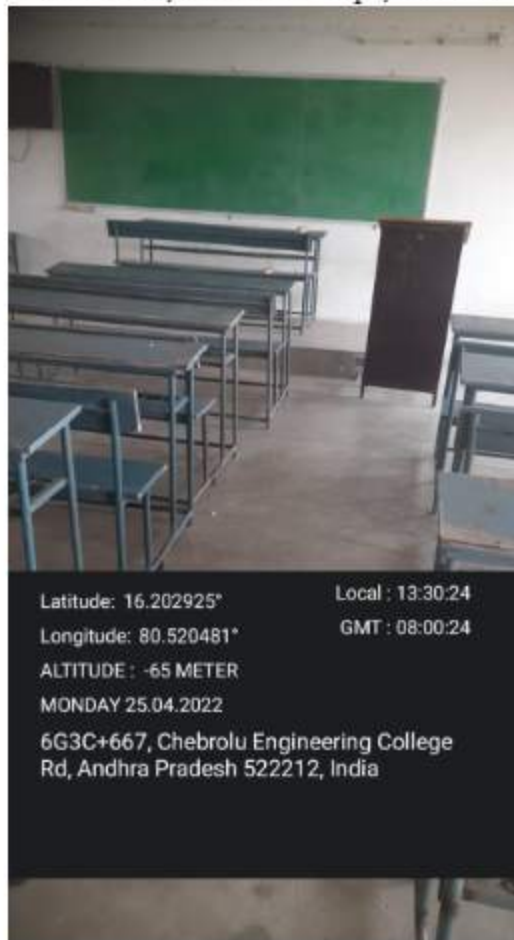 Latitude: 16.202925°
Local : 13:30:24
Longitude: 80.520481°
GMT : 08:00:24
ALTITUDE : -65 METER
MONDAY 25.04.2022
6G3C+667, Chebrolu Engineering College
Rd, Andhra Pradesh 522212, India